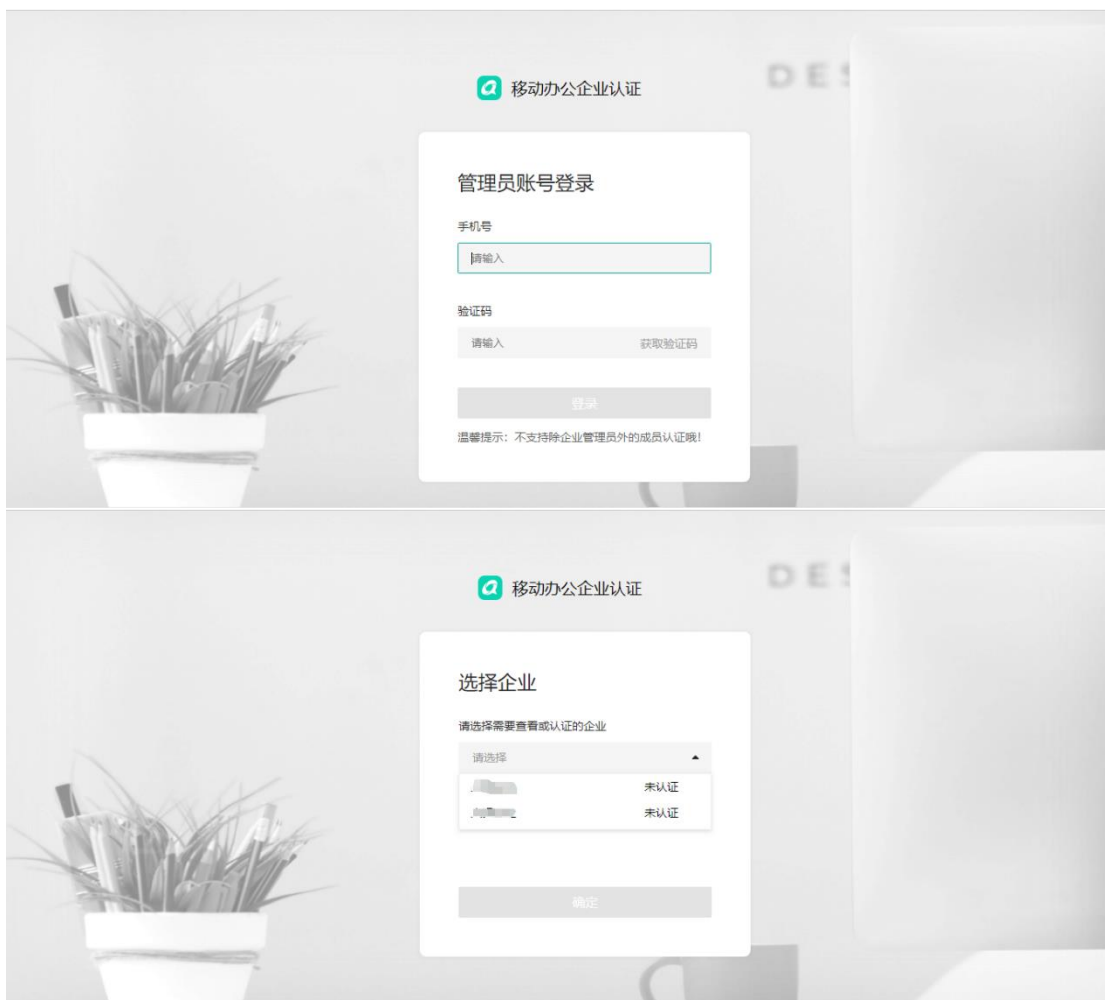 DES
移动办公企业认证
管理员账号登录
手机号
请输入
验证码
请输入 获取验证码
登录
温馨提示：不支持除企业管理员外的成员认证哦！
DES
移动办公企业认证
选择企业
请选择需要查看或认证的企业
请选择
未认证
未认证
确定